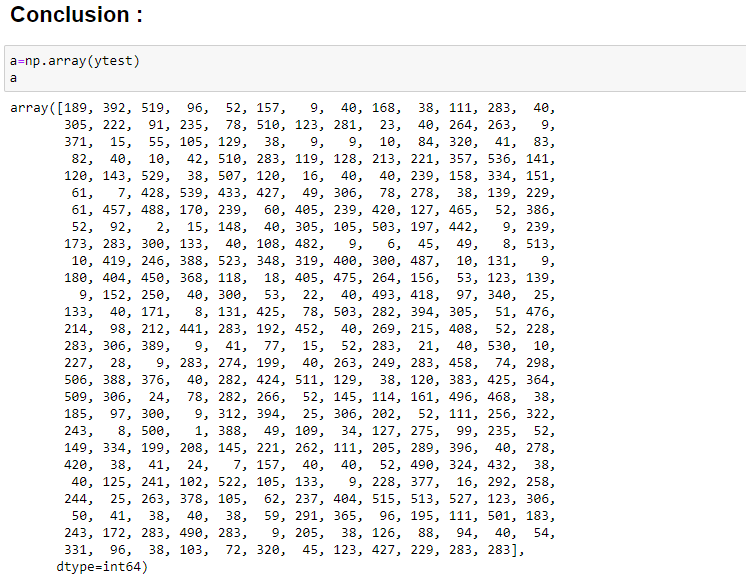 Conclusion :
a=np.array(ytest)
a
array([189, 392, 519, 96, 52, 157, 9, 40, 168, 38, 111, 283, 40,
305, 222, 91, 235, 78, 510, 123, 281, 23, 40, 264, 263, 9,
371, 15, 55, 105, 129, 38, 9, 9, 10, 84, 320, 41, 83,
82, 40, 10, 42, 510, 283, 119, 128, 213, 221, 357, 536, 141,
120, 143, 529, 38, 507, 120, 16, 40, 40, 239, 158, 334, 151,
61, 7, 428, 539, 433, 427, 49, 306, 78, 278, 38, 139, 229,
61, 457, 488, 170, 239, 60, 405, 239, 420, 127, 465, 52, 386,
52, 92, 2, 15, 148, 40, 305, 105, 503, 197, 442, 9, 239,
173, 283, 300, 133, 40, 108, 482, 9, 6, 45, 49, 8, 513,
10, 419, 246, 388, 523, 348, 319, 400, 300, 487, 10, 131, 9,
180, 404, 450, 368, 118, 18, 405, 475, 264, 156, 53, 123, 139,
9, 152, 250, 40, 300, 53, 22, 40, 493, 418, 97, 340, 25,
133, 40, 171, 8, 131, 425, 78, 503, 282, 394, 305, 51, 476,
214, 98, 212, 441, 283, 192, 452, 40, 269, 215, 408, 52, 228,
283, 306, 389, 9, 41, 77, 15, 52, 283, 21, 40, 530, 10,
227, 28, 9, 283, 274, 199, 40, 263, 249, 283, 458, 74, 298,
506, 388, 376, 40, 282, 424, 511, 129, 38, 120, 383, 425, 364,
509, 306, 24, 78, 282, 266, 52, 145, 114, 161, 496, 468, 38,
185, 97, 300, 9, 312, 394, 25, 306, 202, 52, 111, 256, 322,
243, 8, 500, 1, 388, 49, 109, 34, 127, 275, 99, 235, 52,
149, 334, 199, 208, 145, 221, 262, 111, 205, 289, 396, 40, 278,
420, 38, 41, 24, 7, 157, 40, 40, 52, 490, 324, 432, 38,
40, 125, 241, 102, 522, 105, 133, 9, 228, 377, 16, 292, 258,
244, 25, 263, 378, 105, 62, 237, 404, 515, 513, 527, 123, 306,
50, 41, 38, 40, 38, 59, 291, 365, 96, 195, 111, 501, 183,
243, 172, 283, 490, 283, 9, 205, 38, 126, 88, 94, 40, 54,
331, 96, 38, 103, 72, 320, 45, 123, 427, 229, 283, 283],
dtype=int64)